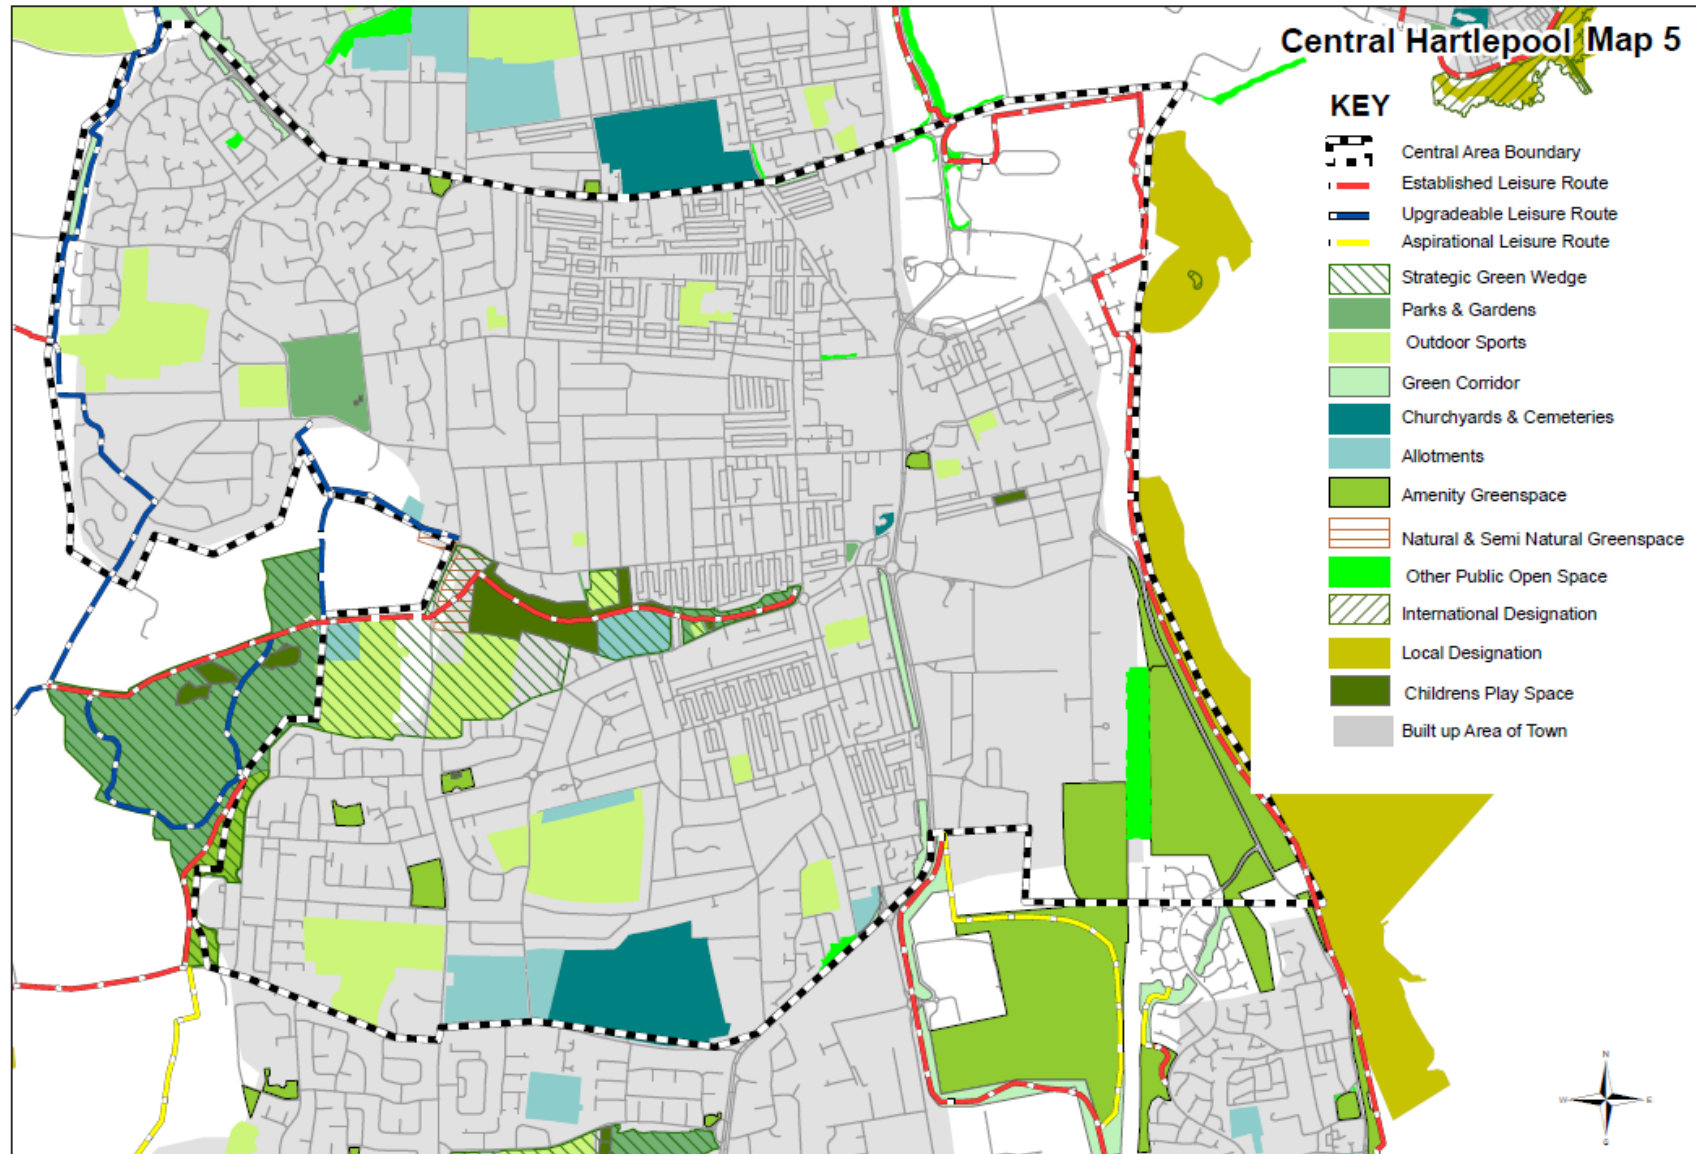 Central Hartlepool Map 5
KEY
Central Area Boundary
Established Leisure Route
Upgradeable Leisure Route
Aspirational Leisure Route
Strategic Green Wedge
Parks & Gardens
Outdoor Sports
Green Corridor
Churchyards & Cemeteries
Allotments
Amenity Greenspace
Natural & Semi Natural Greenspace
Other Public Open Space
International Designation
Local Designation
Childrens Play Space
Built up Area of Town
N
W E
S